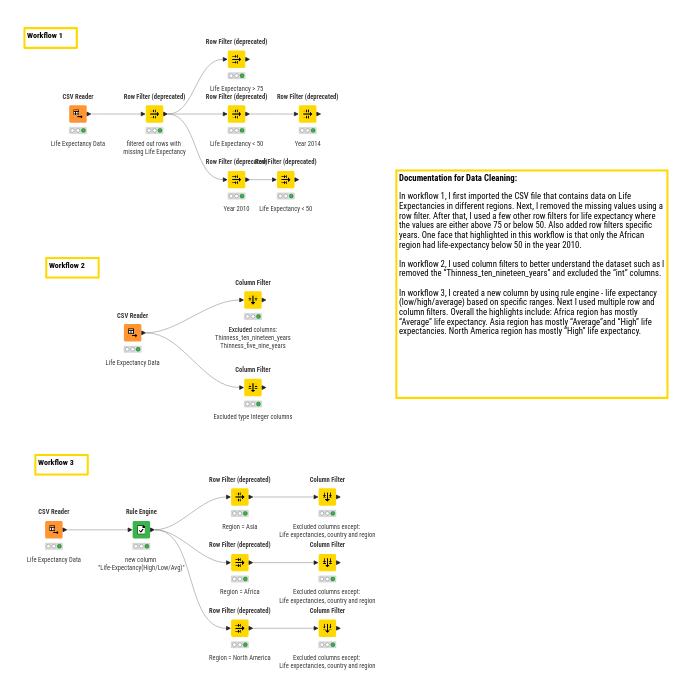 Workflow 1
Row Filter (deprecated)
Life Expectancy > 75
CSV Reader
Row Filter (deprecated)
Row Filter (deprecated)
Row Filter (deprecated)
Life Expectancy Data
filtered out rows with
missing Life Expectancy
Life Expectancy < 50
Year 2014
Row Filter (deprecated)
Row Filter (deprecated)
Year 2010
Life Expectancy < 50
Documentation for Data Cleaning:
In workflow 1, I first imported the CSV file that contains data on Life
Expectancies in different regions. Next, I removed the missing values using a
row filter. After that, I used a few other row filters for life expectancy where
the values are either above 75 or below 50. Also added row filters specific
years. One face that highlighted in this workflow is that only the African
region had life-expectancy below 50 in the year 2010.
In workflow 2, I used column filters to better understand the dataset such as I
removed the "Thinness_ten_nineteen_years" and excluded the "int" columns.
In workflow 3, I created a new column by using rule engine - life expectancy
(low/high/average) based on specific ranges. Next I used multiple row and
column filters. Overall the highlights include: Africa region has mostly
"Average" life expectancy. Asia region has mostly "Average"and "High" life
expectancies. North America region has mostly "High" life expectancy.
Workflow 2
Column Filter
CSV Reader
Excluded columns:
Thinness_ten_nineteen_years
Thinness_five_nine_years
Life Expectancy Data
Column Filter
Excluded type Integer columns
Workflow 3
Row Filter (deprecated)
Column Filter
CSV Reader
Rule Engine
Region = Asia
Excluded columns except:
Life expectancies, country and region
Life Expectancy Data
new column
"Life-Expectancy(High/Low/Avg)"
Row Filter (deprecated)
Column Filter
Region = Africa
Excluded columns except:
Life expectancies, country and region
Row Filter (deprecated)
Column Filter
Region = North America
Excluded columns except:
Life expectancies, country and region